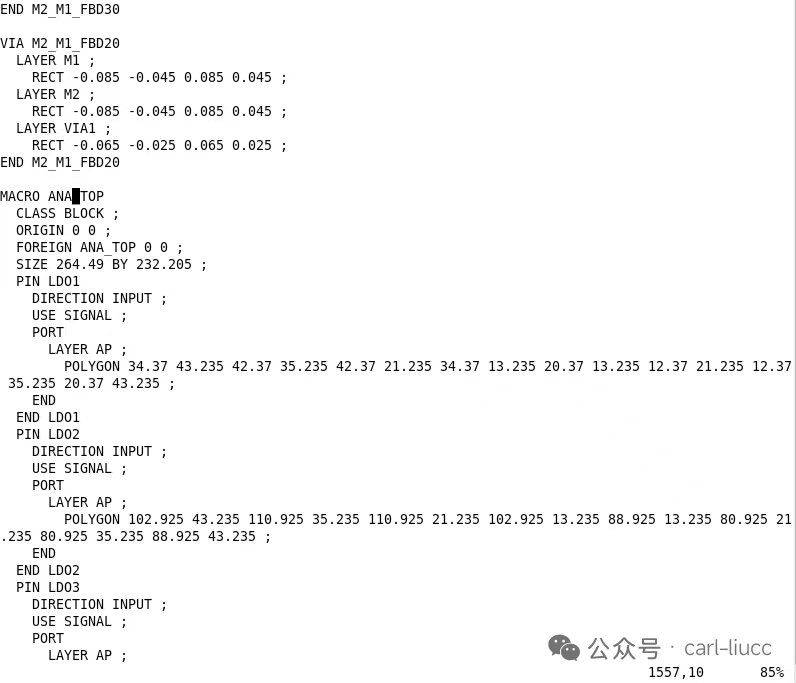 END M2_M1_FBD30
VIA M2_M1_FBD20
LAYER M1 ;
RECT -0.085 -0.045 0.085 0.045 ;
LAYER M2 ;
RECT -0.085 -0.045 0.085 0.045 ;
LAYER VIA1 ;
RECT -0.065 -0.025 0.065 0.025 ;
END M2_M1_FBD20
MACRO ANA TOP
CLASS BLOCK ;
ORIGIN 0 0 ;
FOREIGN ANA_TOP 0 0 ;
SIZE 264.49 BY 232.205 ;
PIN LDO1
DIRECTION INPUT ;
USE SIGNAL ;
PORT
LAYER AP ;
POLYGON 34.37 43.235 42.37 35.235 42.37 21.235 34.37 13.235 20.37 13.235 12.37 21.235 12.37
35.235 20.37 43.235 ;
END
END LDO1
PIN LDO2
DIRECTION INPUT ;
USE SIGNAL ;
PORT
LAYER AP ;
POLYGON 102.925 43.235 110.925 35.235 110.925 21.235 102.925 13.235 88.925 13.235 80.925 21
.235 80.925 35.235 88.925 43.235 ;
END
END LDO2
PIN LDO3
DIRECTION INPUT ;
USE SIGNAL ;
PORT
LAYER AP ;
公众号 · carl-liucc
1557,10 85%